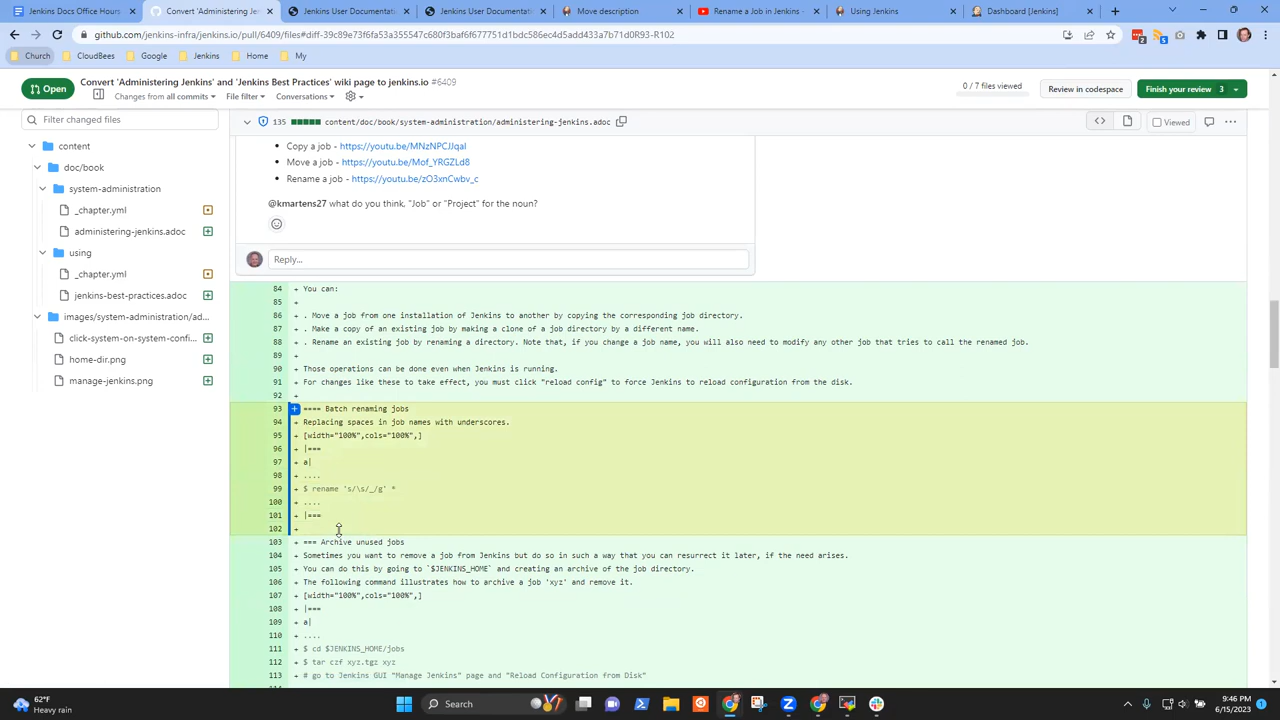 Jenkins Docs Office Hours
Convert 'Administering Jen
Jenkins User Documentati
Jenkins User Documentatio
Move description
Rename a Job in Jenkins -
Using Jenkins
Dashboard [Jenkins]
github.com/jenkins-infra/jenkins.io/pull/6409/files#diff-39c89e73f6fa53a355547c680f3baf6f677751d1bdc586ec4d5add433a7b71d0R93-R102
Church
CloudBees
Google
Jenkins
Home
My
Open
Convert 'Administering Jenkins' and 'Jenkins Best Practices' wiki page to jenkins.io #6409
Changes from all commits
File filter
Conversations
0 / 7 files viewed
Review in codespace
Finish your review 3
Filter changed files
content
doc/book
system-administration
_chapter.yml
administering-jenkins.adoc
using
_chapter.yml
jenkins-best-practices.adoc
images/system-administration/ad...
click-system-on-system-confi...
home-dir.png
manage-jenkins.png
135 content/doc/book/system-administration/administering-jenkins.adoc
Viewed
• Copy a job - https://youtu.be/MNzNPCJJqaI
• Move a job - https://youtu.be/Mof_YRGZLd8
• Rename a job - https://youtu.be/zO3xnCwbv_c
@kmartens27 what do you think, "Job" or "Project" for the noun?
Reply...
84 + You can:
85 +
86 + . Move a job from one installation of Jenkins to another by copying the corresponding job directory.
87 + . Make a copy of an existing job by making a clone of a job directory by a different name.
88 + . Rename an existing job by renaming a directory. Note that, if you change a job name, you will also need to modify any other job that tries to call the renamed job.
89 +
90 + Those operations can be done even when Jenkins is running.
91 + For changes like these to take effect, you must click "reload config" to force Jenkins to reload configuration from the disk.
92 +
93 + ==== Batch renaming jobs
94 + Replacing spaces in job names with underscores.
95 + [width="100%",cols="100%",]
96 + |===
97 + a|
98 + ....
99 + $ rename 's/\s/_/g' *
100 + ....
101 + |===
102 +
103 + === Archive unused jobs
104 + Sometimes you want to remove a job from Jenkins but do so in such a way that you can resurrect it later, if the need arises.
105 + You can do this by going to `$JENKINS_HOME` and creating an archive of the job directory.
106 + The following command illustrates how to archive a job 'xyz' and remove it.
107 + [width="100%",cols="100%",]
108 + |===
109 + a|
110 + ....
111 + $ cd $JENKINS_HOME/jobs
112 + $ tar czf xyz.tgz xyz
113 + # go to Jenkins GUI "Manage Jenkins" page and "Reload Configuration from Disk"
62°F
Heavy rain
Search
9:46 PM
6/15/2023